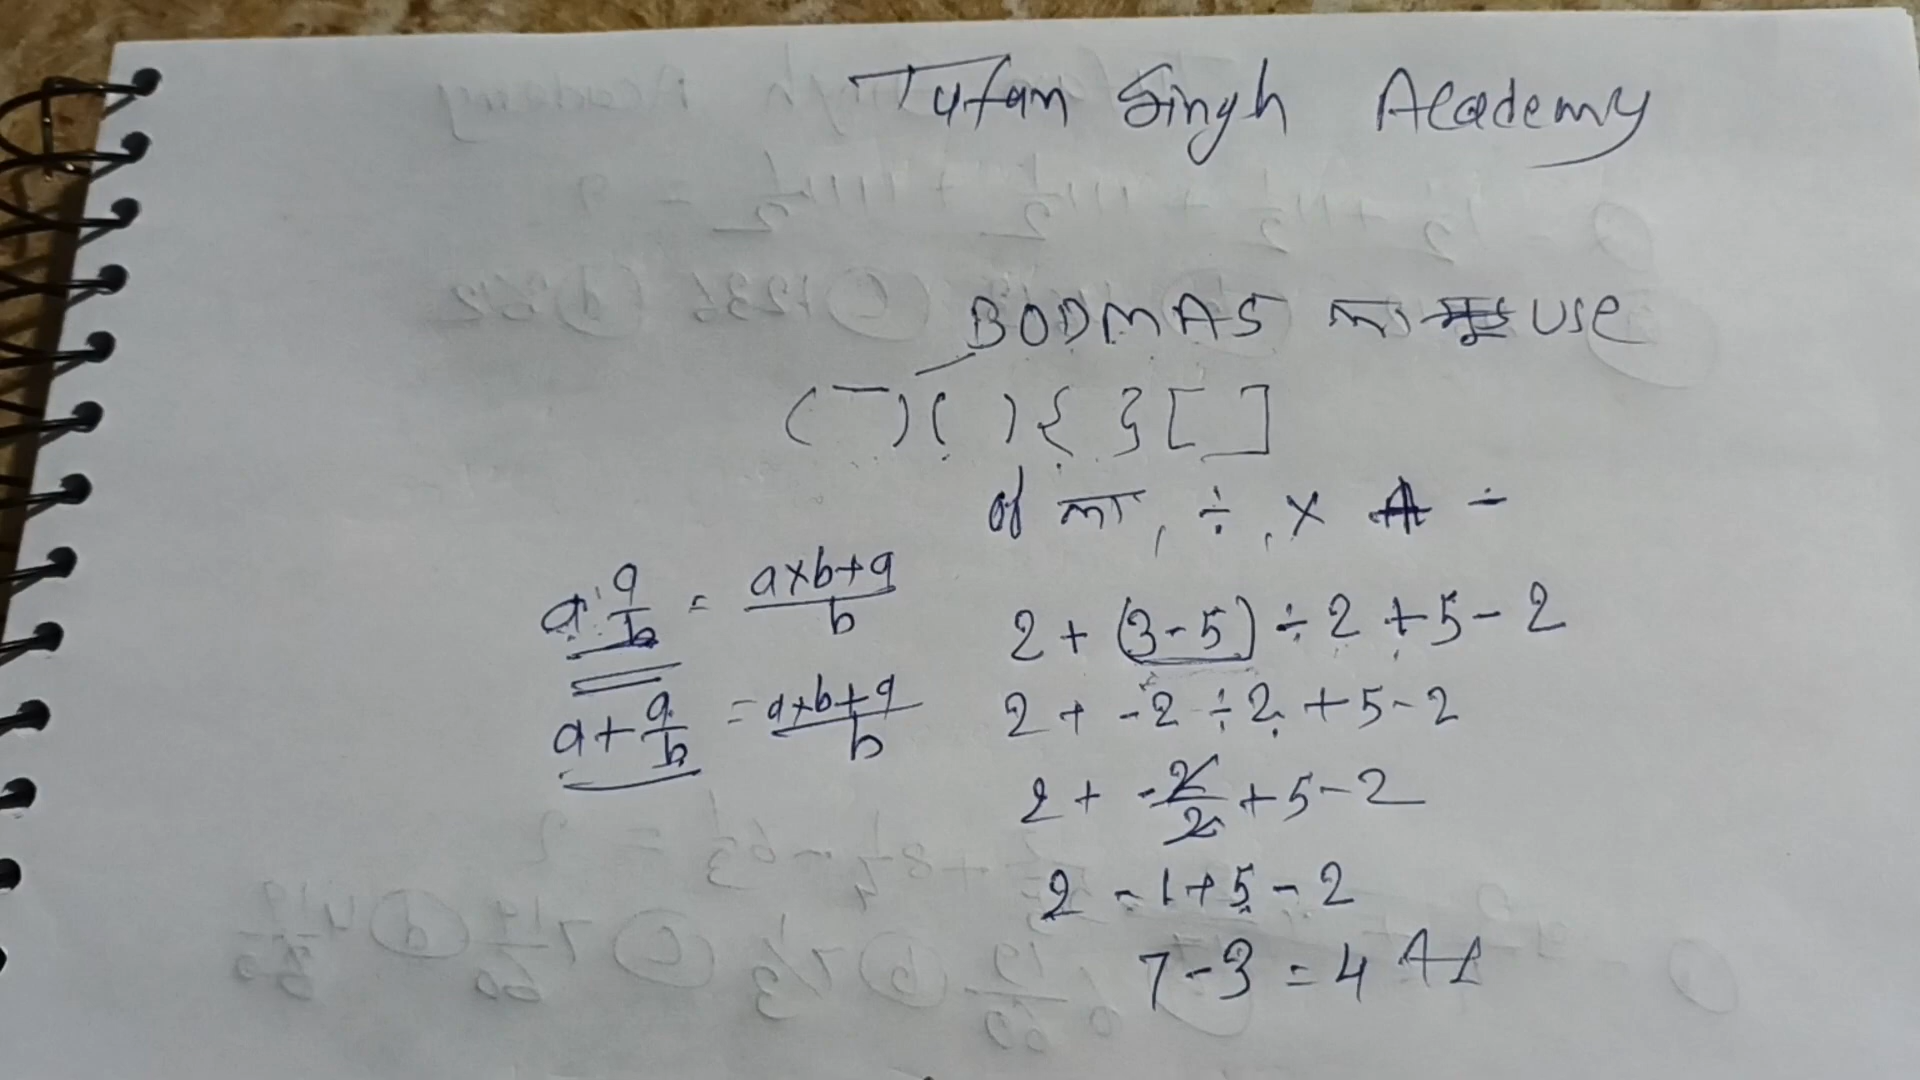 Tufan Singh Academy
BODMAS का use
(‾)( ) { } [ ]
of का, ÷, × + -
a a/b = a×b+a/b
a + a/b = a×b+a/b
2 + (3-5) ÷ 2 + 5 - 2
2 + -2 ÷ 2 + 5 - 2
2 + -2/2 + 5 - 2
2 - 1 + 5 - 2
7 - 3 = 4